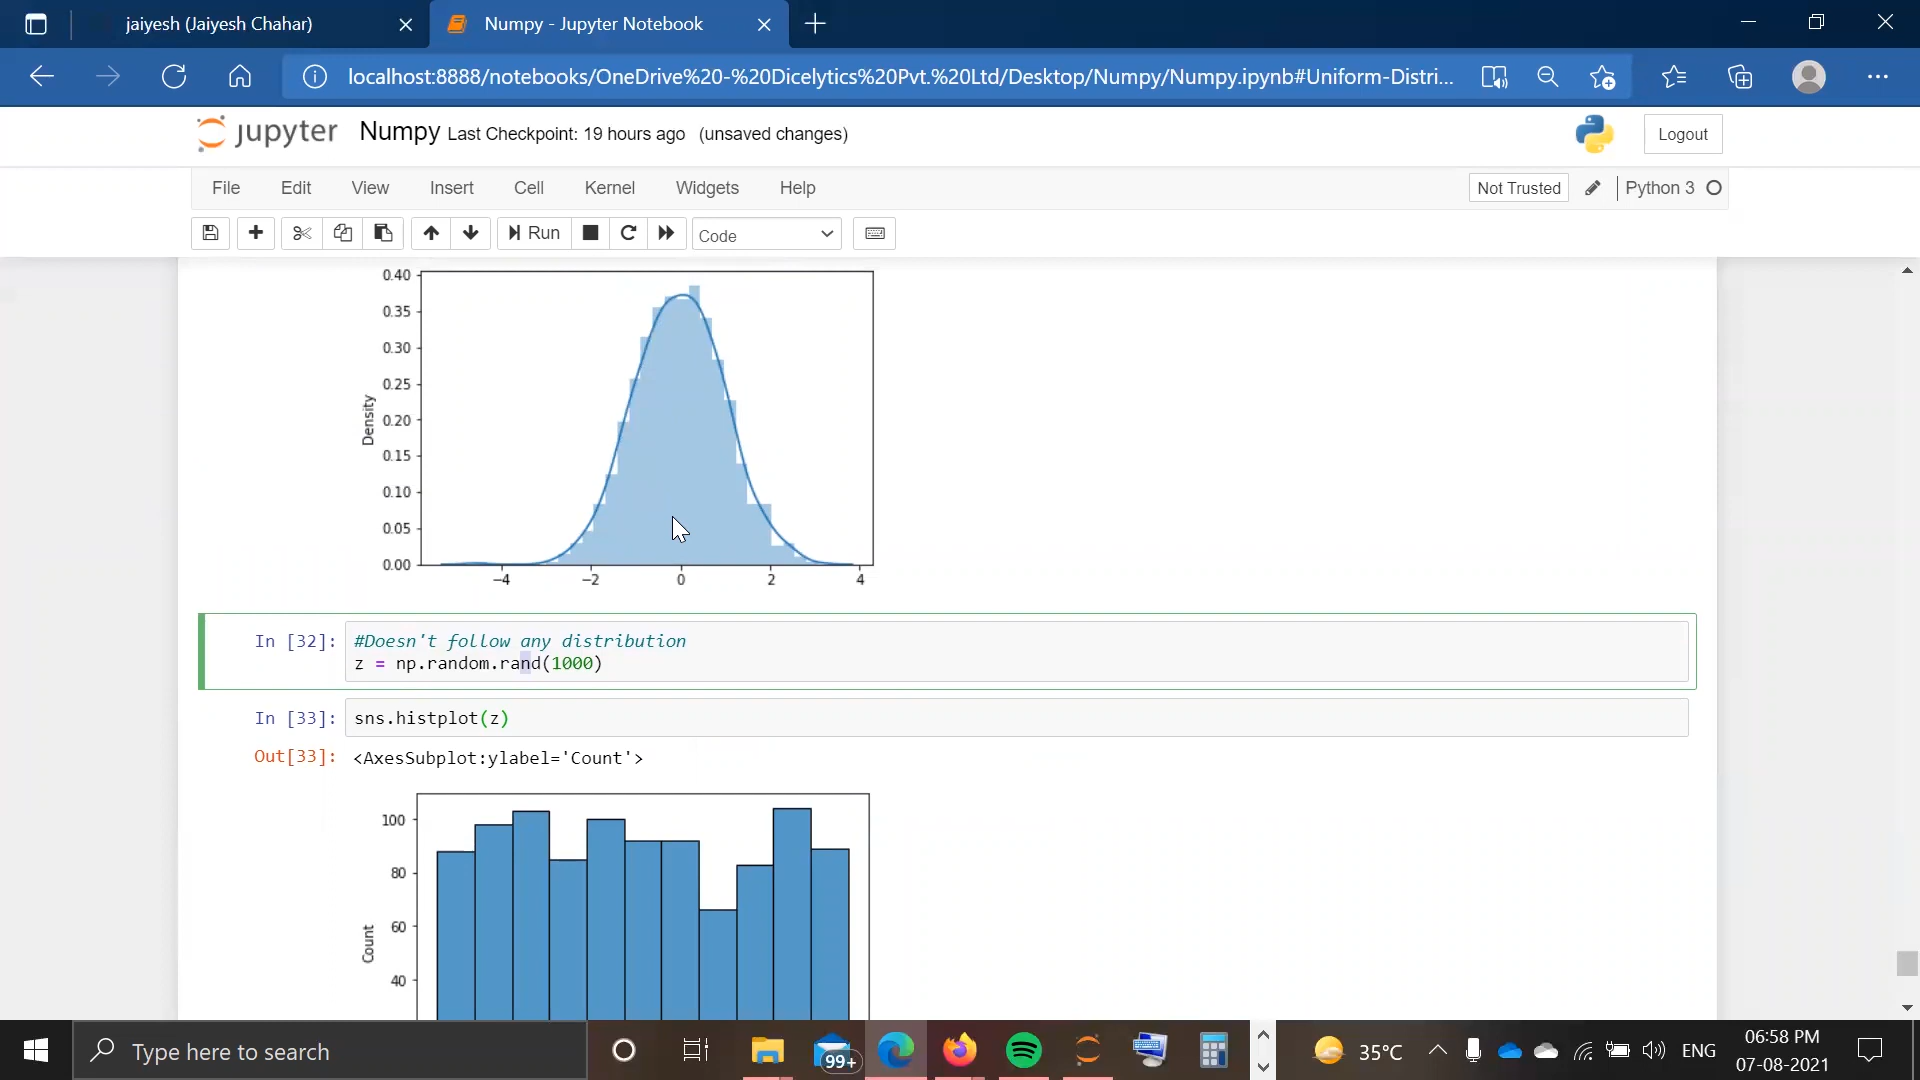 jaiyesh (Jaiyesh Chahar)
Numpy - Jupyter Notebook
localhost:8888/notebooks/OneDrive%20-%20Dicelytics%20Pvt.%20Ltd/Desktop/Numpy/Numpy.ipynb#Uniform-Distri...
jupyter Numpy Last Checkpoint: 19 hours ago (unsaved changes)
Logout
File Edit View Insert Cell Kernel Widgets Help
Not Trusted Python 3
Run Code
0.40
0.35
0.30
0.25
0.20
0.15
0.10
0.05
0.00
Density
−4 −2 0 2 4
In [32]: #Doesn't follow any distribution
z = np.random.rand(1000)
In [33]: sns.histplot(z)
Out[33]: <AxesSubplot:ylabel='Count'>
100
80
60
40
Count
Type here to search
99+
35°C
ENG
06:58 PM
07-08-2021